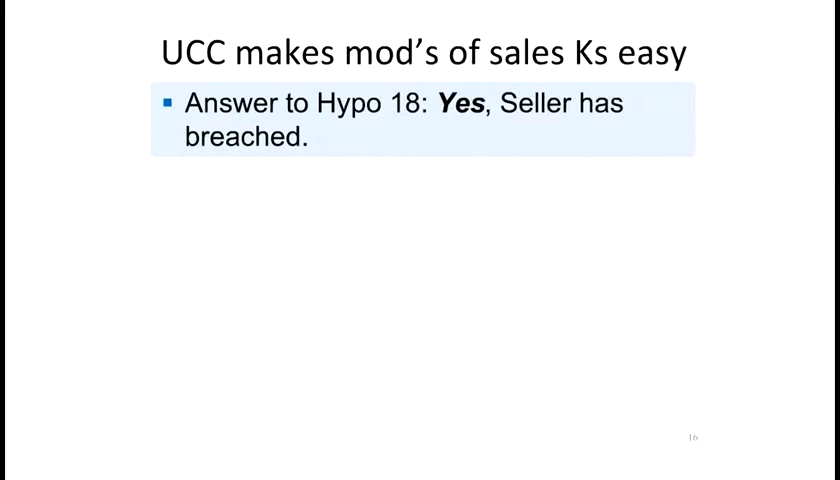 UCC makes mod’s of sales Ks easy
▪ Answer to Hypo 18: Yes, Seller has
breached.
16